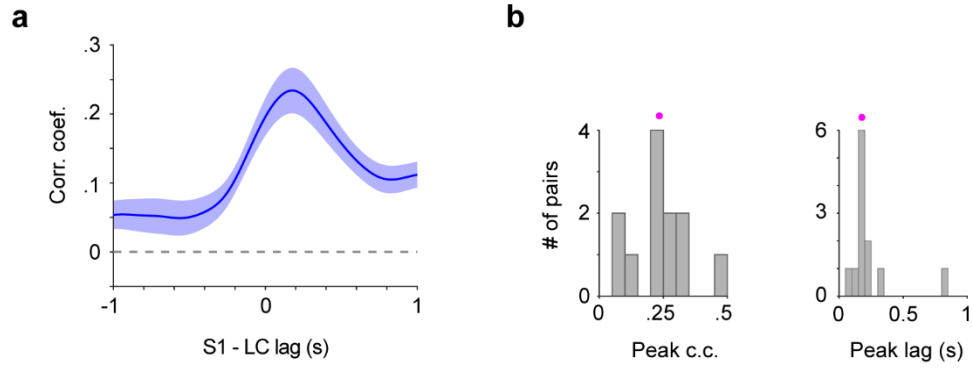 a
b
.3
.2
.1
0
Corr. coef.
-1
0
1
S1 - LC lag (s)
4
2
0
# of pairs
0
.25
.5
Peak c.c.
6
3
0
0
0.5
1
Peak lag (s)